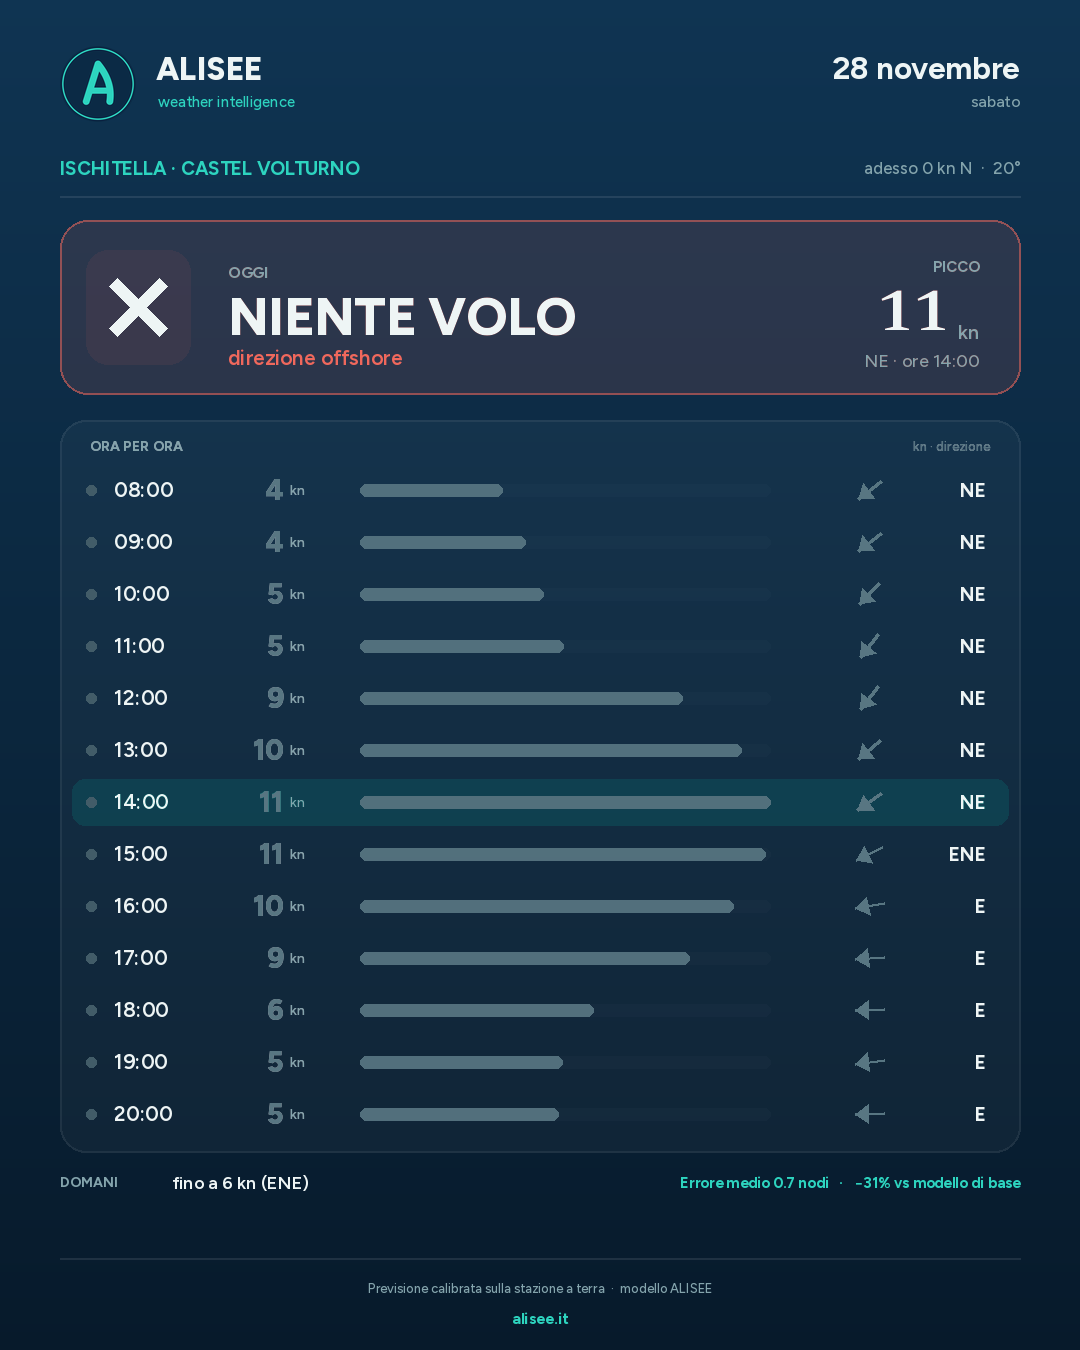 A
ALISEE
weather intelligence
28 novembre
sabato
ISCHITELLA · CASTEL VOLTURNO
adesso 0 kn N · 20°
OGGI
NIENTE VOLO
direzione offshore
PICCO
11 kn
NE · ore 14:00
ORA PER ORA
kn · direzione
08:00 4 kn NE
09:00 4 kn NE
10:00 5 kn NE
11:00 5 kn NE
12:00 9 kn NE
13:00 10 kn NE
14:00 11 kn NE
15:00 11 kn ENE
16:00 10 kn E
17:00 9 kn E
18:00 6 kn E
19:00 5 kn E
20:00 5 kn E
DOMANI fino a 6 kn (ENE)
Errore medio 0.7 nodi · −31% vs modello di base
Previsione calibrata sulla stazione a terra · modello ALISEE
alisee.it